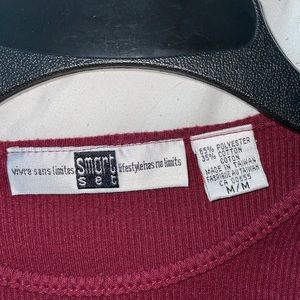 vivre sans limites smart set lifestyle has no limits
65% POLYESTER
35% COTTON
COTON
MADE IN TAIWAN
FABRIQUE AU TAIWAN
CA 00655
M/M